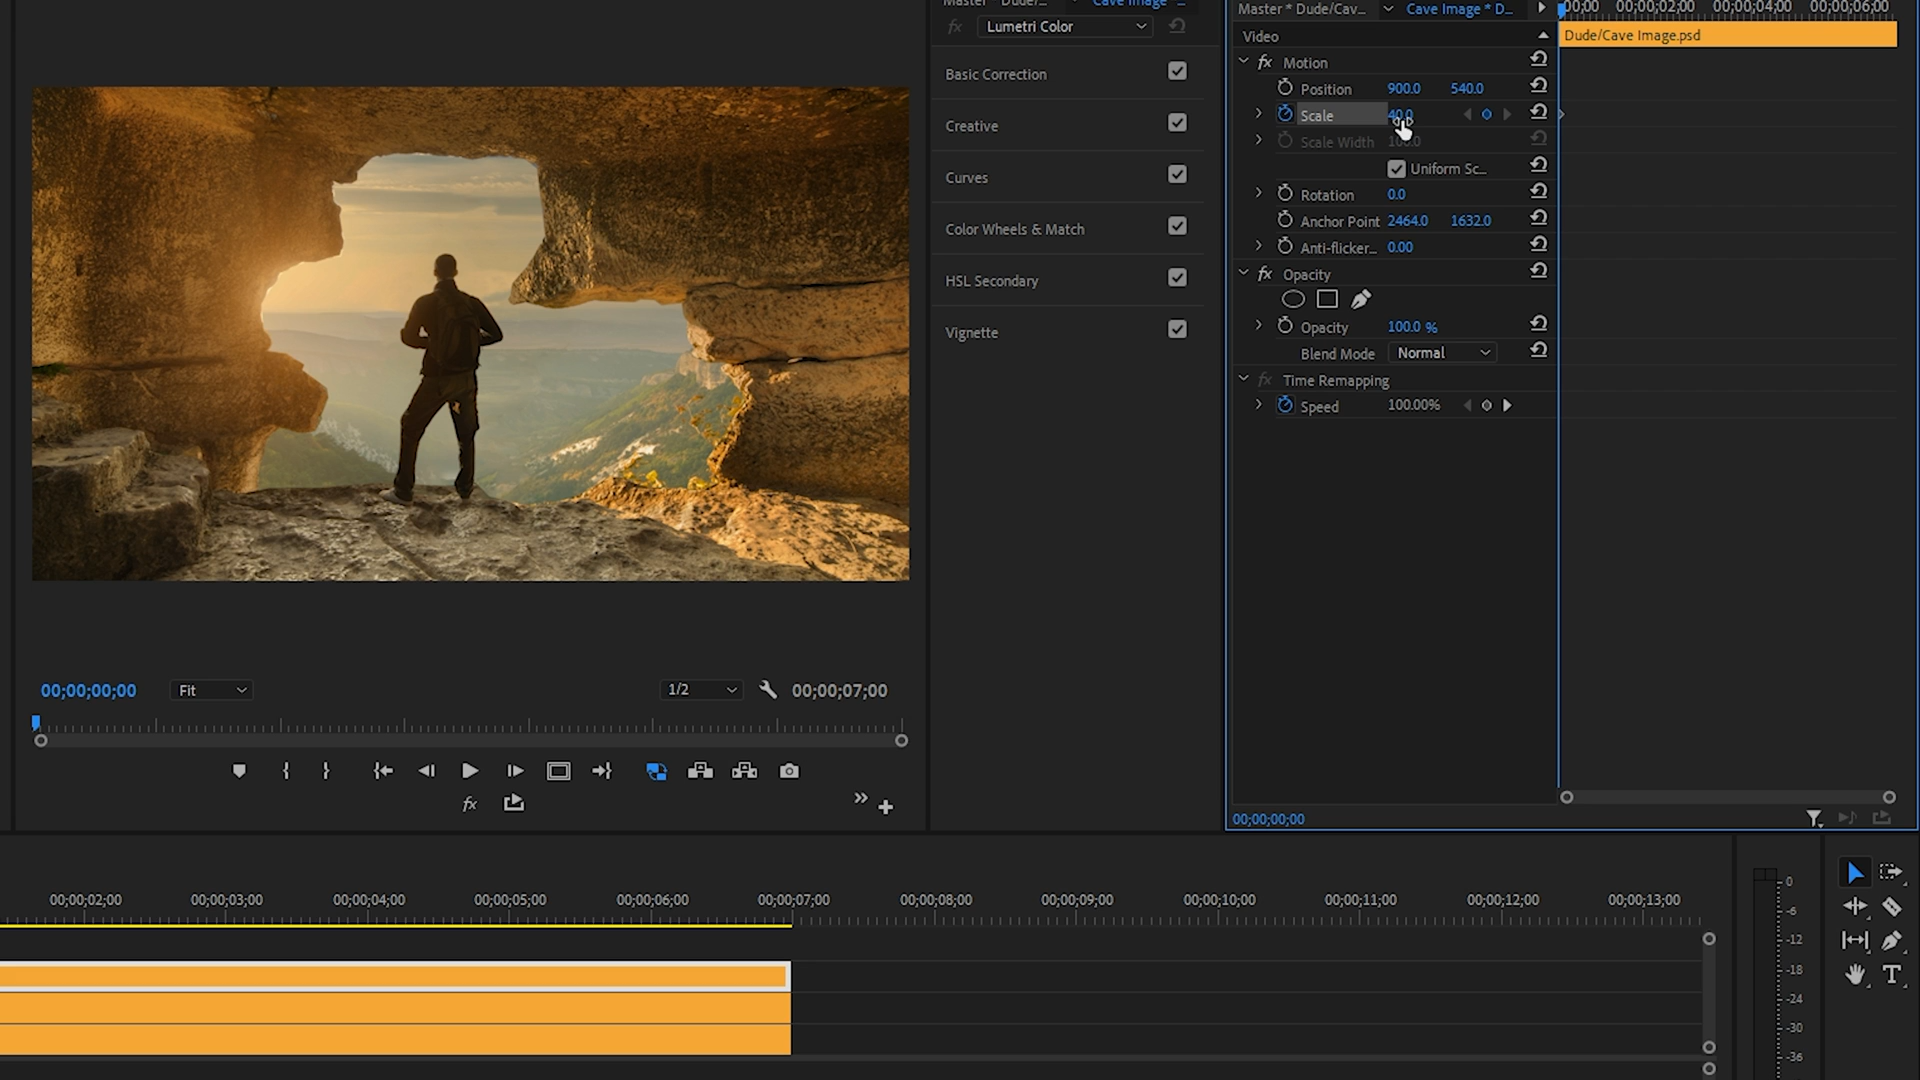 Master * Dude/...
Cave Image * ...
Lumetri Color
Basic Correction
Creative
Curves
Color Wheels & Match
HSL Secondary
Vignette
Master * Dude/Cav...
Cave Image * D...
00;00
00;00;02;00
00;00;04;00
00;00;06;00
Video
Dude/Cave Image.psd
fx Motion
Position 900.0 540.0
Scale 40.0
Scale Width 100.0
Uniform Sc...
Rotation 0.0
Anchor Point 2464.0 1632.0
Anti-flicker... 0.00
fx Opacity
Opacity 100.0 %
Blend Mode Normal
fx Time Remapping
Speed 100.00%
00;00;00;00
Fit
1/2
00;00;07;00
fx
00;00;00;00
00;00;02;00
00;00;03;00
00;00;04;00
00;00;05;00
00;00;06;00
00;00;07;00
00;00;08;00
00;00;09;00
00;00;10;00
00;00;11;00
00;00;12;00
00;00;13;00
0
-6
-12
-18
-24
-30
-36